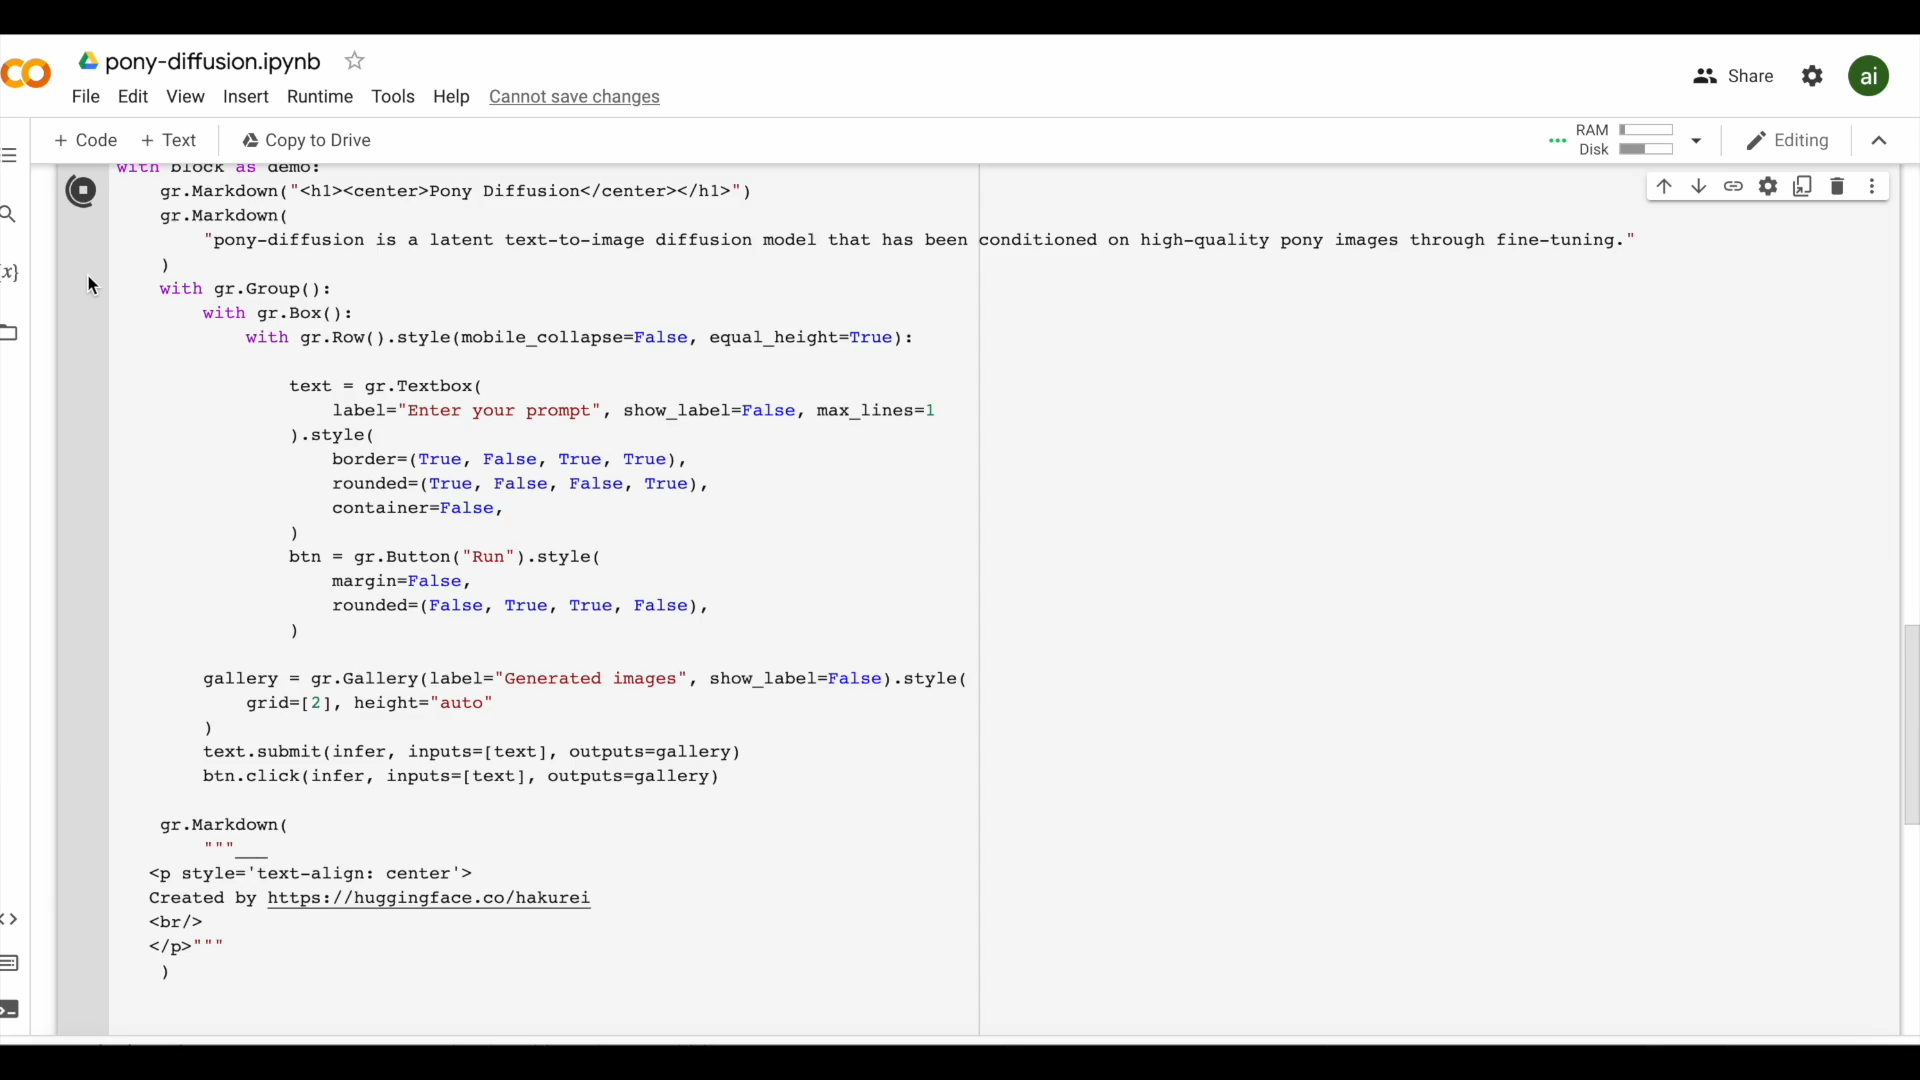 pony-diffusion.ipynb
Share
ai
File Edit View Insert Runtime Tools Help Cannot save changes
+ Code + Text Copy to Drive
RAM
Disk
Editing
with block as demo:
gr.Markdown("<h1><center>Pony Diffusion</center></h1>")
gr.Markdown(
"pony-diffusion is a latent text-to-image diffusion model that has been conditioned on high-quality pony images through fine-tuning."
)
with gr.Group():
with gr.Box():
with gr.Row().style(mobile_collapse=False, equal_height=True):
text = gr.Textbox(
label="Enter your prompt", show_label=False, max_lines=1
).style(
border=(True, False, True, True),
rounded=(True, False, False, True),
container=False,
)
btn = gr.Button("Run").style(
margin=False,
rounded=(False, True, True, False),
)
gallery = gr.Gallery(label="Generated images", show_label=False).style(
grid=[2], height="auto"
)
text.submit(infer, inputs=[text], outputs=gallery)
btn.click(infer, inputs=[text], outputs=gallery)
gr.Markdown(
"""___
<p style='text-align: center'>
Created by https://huggingface.co/hakurei
<br/>
</p>"""
)